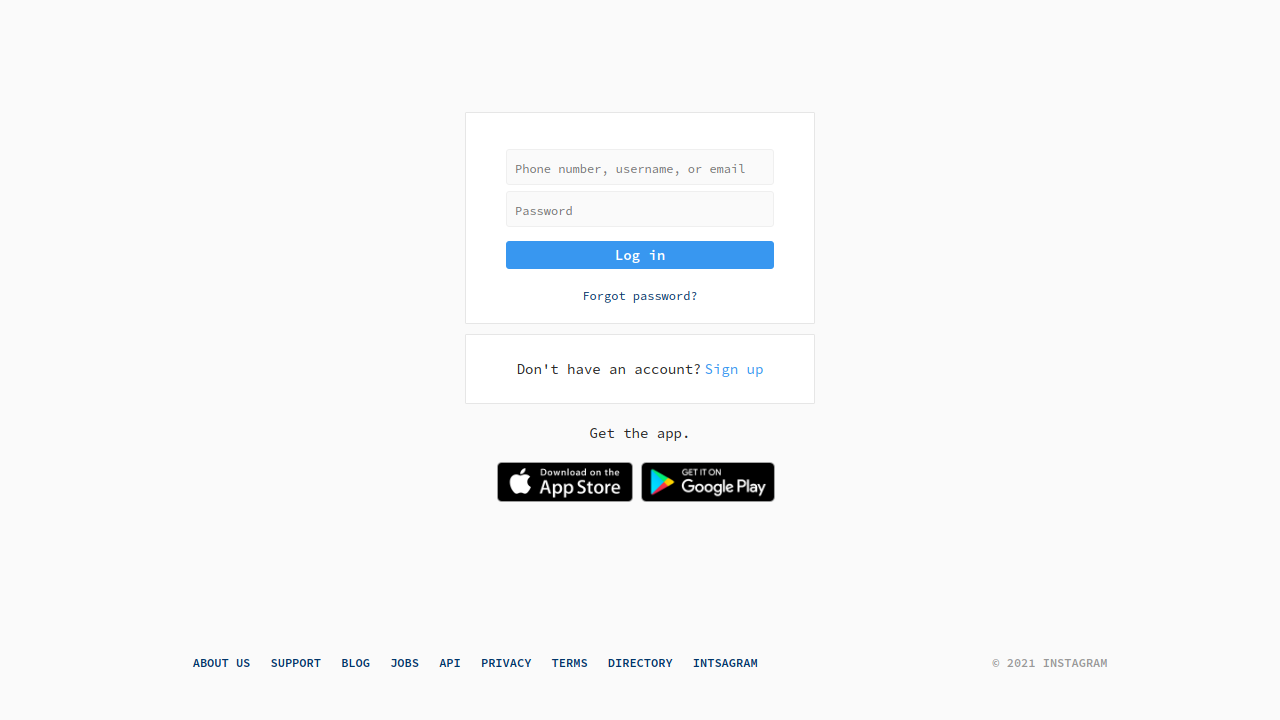 Phone number, username, or email
Password
Log in
Forgot password?
Don't have an account? Sign up
Get the app.
Download on the
App Store
GET IT ON
Google Play
ABOUT US SUPPORT BLOG JOBS API PRIVACY TERMS DIRECTORY INTSAGRAM © 2021 INSTAGRAM